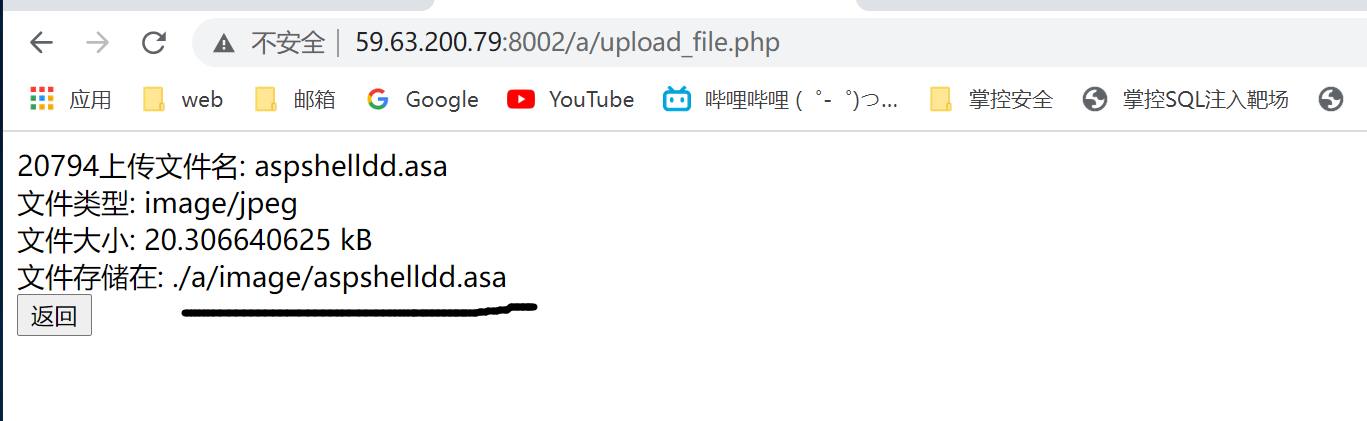 不安全 59.63.200.79:8002/a/upload_file.php
应用 web 邮箱 Google YouTube 哔哩哔哩 (゜-゜)つ... 掌控安全 掌控SQL注入靶场
20794上传文件名: aspshelldd.asa
文件类型: image/jpeg
文件大小: 20.306640625 kB
文件存储在: ./a/image/aspshelldd.asa
返回